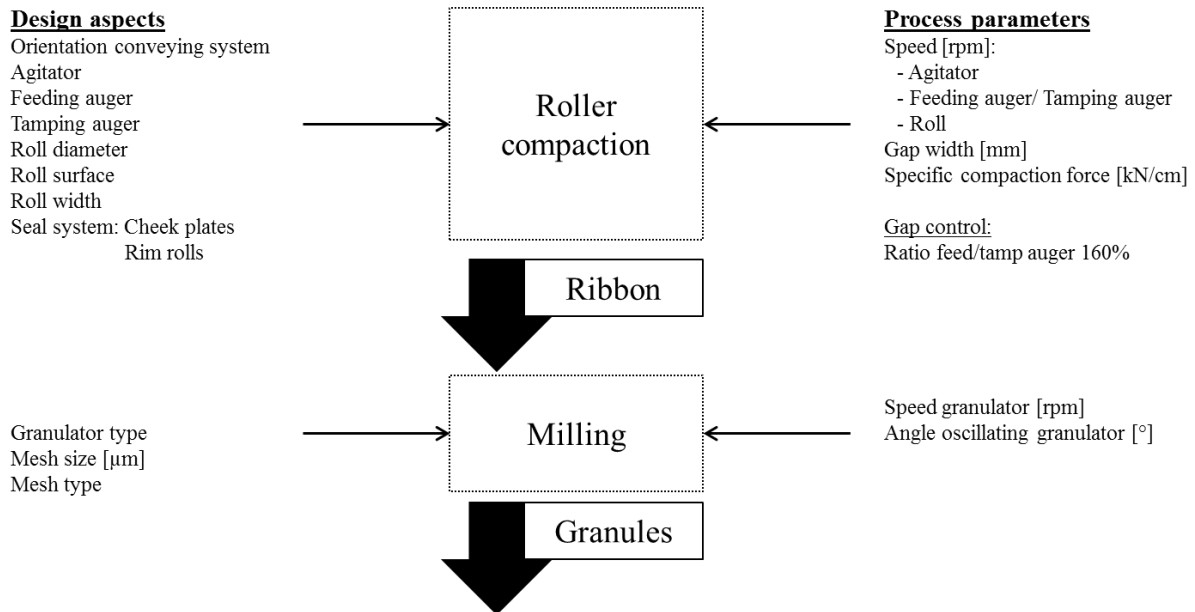 Design aspects
Orientation conveying system
Agitator
Feeding auger
Tamping auger
Roll diameter
Roll surface
Roll width
Seal system: Cheek plates
Rim rolls
Roller
compaction
Process parameters
Speed [rpm]:
- Agitator
- Feeding auger/ Tamping auger
- Roll
Gap width [mm]
Specific compaction force [kN/cm]
Gap control:
Ratio feed/tamp auger 160%
Ribbon
Granulator type
Mesh size [µm]
Mesh type
Milling
Speed granulator [rpm]
Angle oscillating granulator [°]
Granules